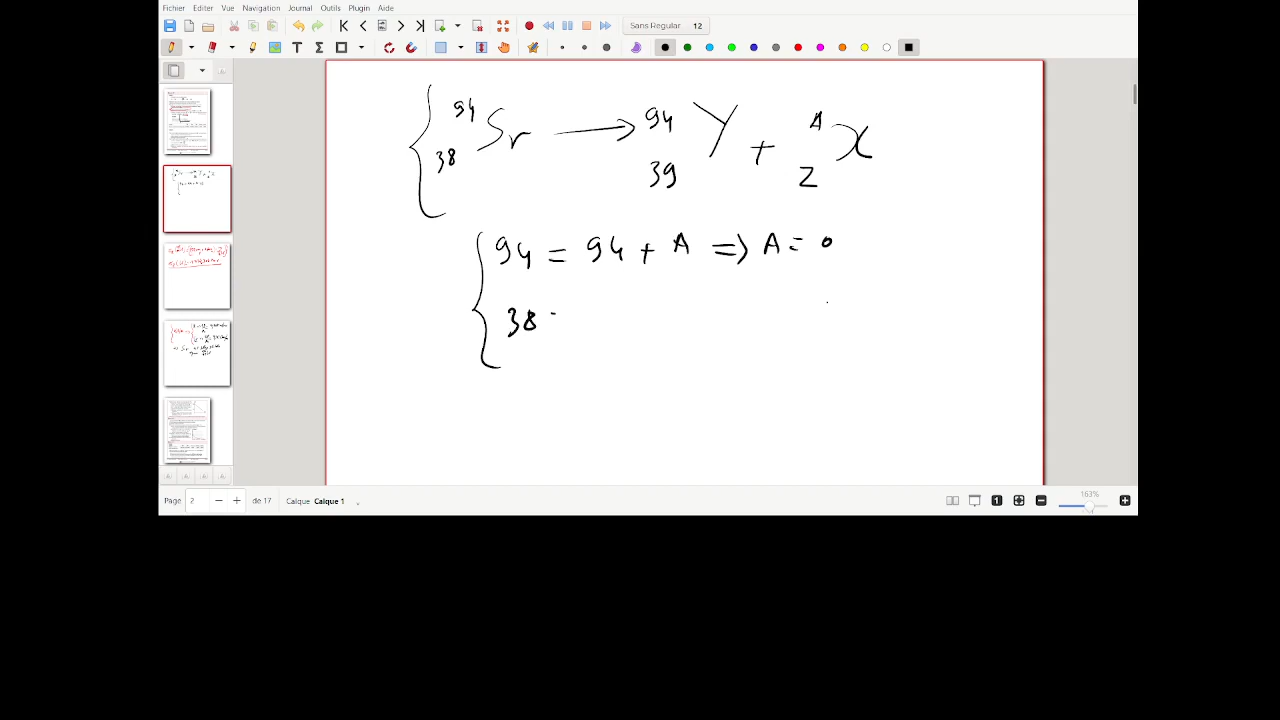 Fichier Editer Vue Navigation Journal Outils Plugin Aide
Sans Regular 12
94 38 Sr → 94 39 Y + A Z X
94 = 94 + A ⇒ A = 0
38 -
Page 2 de 17 Calque Calque 1 163%